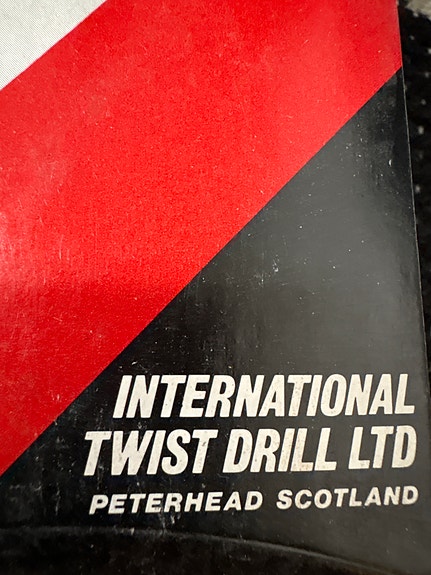 INTERNATIONAL
TWIST DRILL LTD
PETERHEAD SCOTLAND